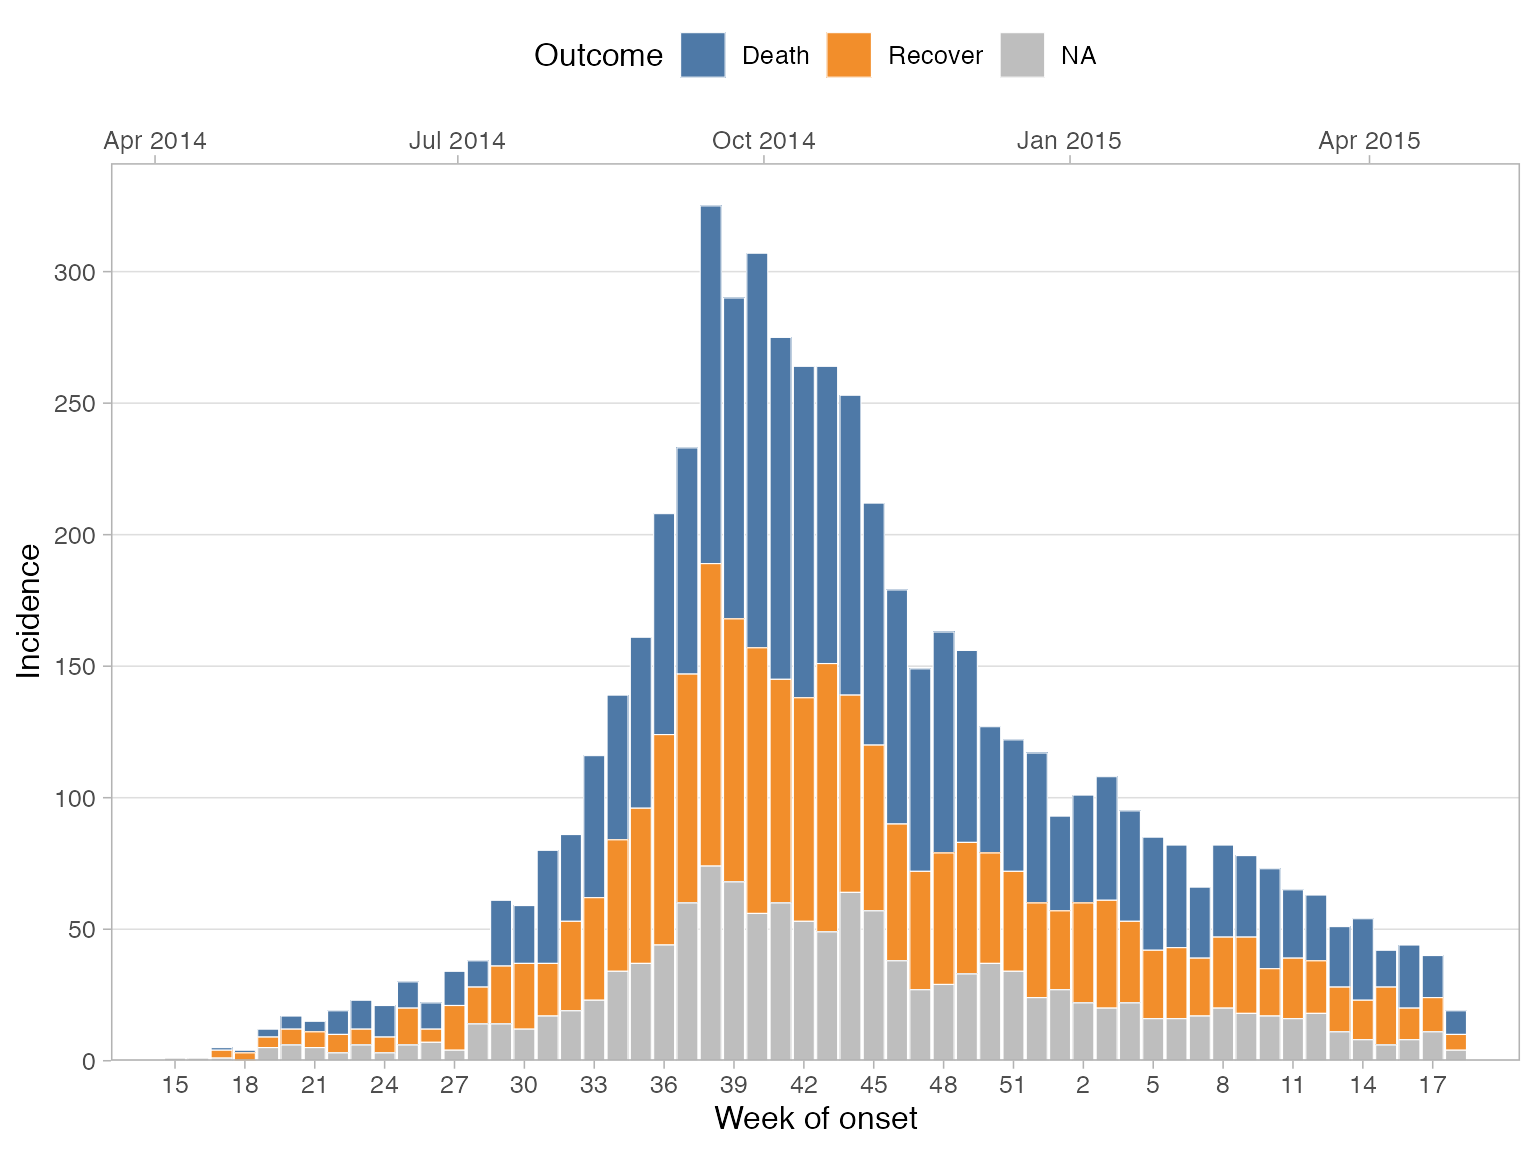 Outcome Death Recover NA
Apr 2014 Jul 2014 Oct 2014 Jan 2015 Apr 2015
300
250
200
150
100
50
0
Incidence
15 18 21 24 27 30 33 36 39 42 45 48 51 2 5 8 11 14 17
Week of onset